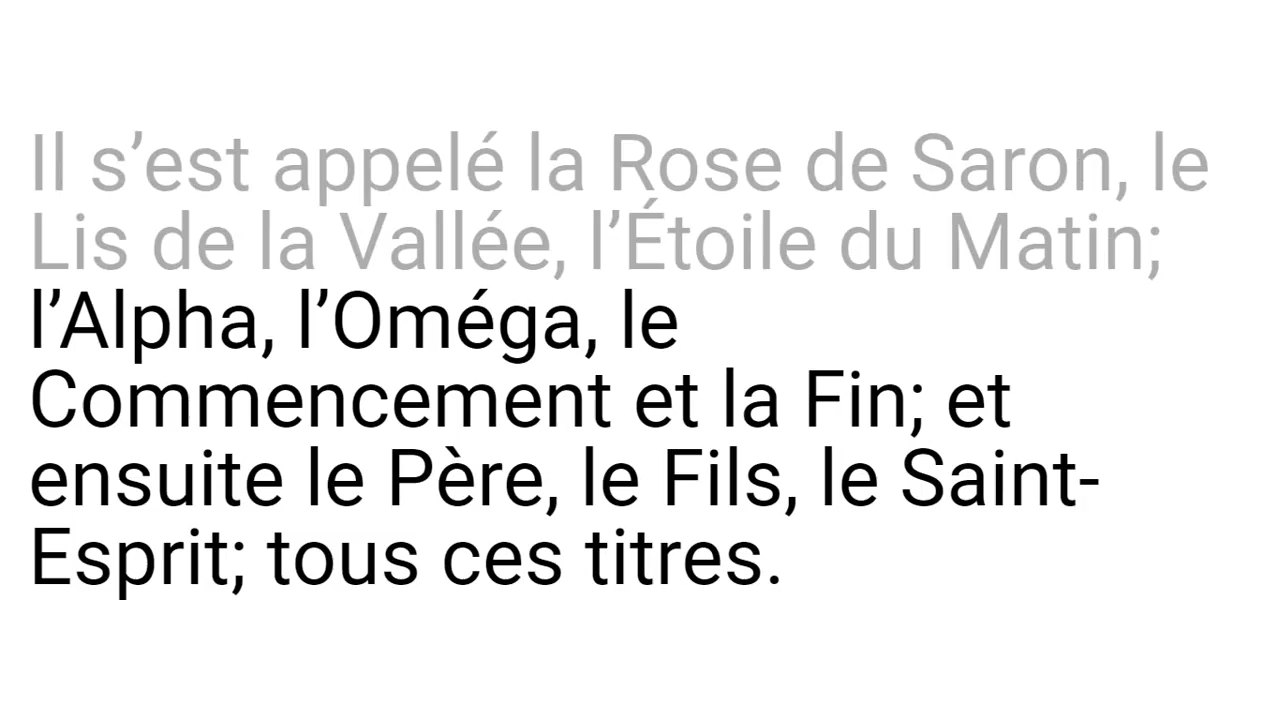 Il s’est appelé la Rose de Saron, le
Lis de la Vallée, l’Étoile du Matin;
l’Alpha, l’Oméga, le
Commencement et la Fin; et
ensuite le Père, le Fils, le Saint-
Esprit; tous ces titres.